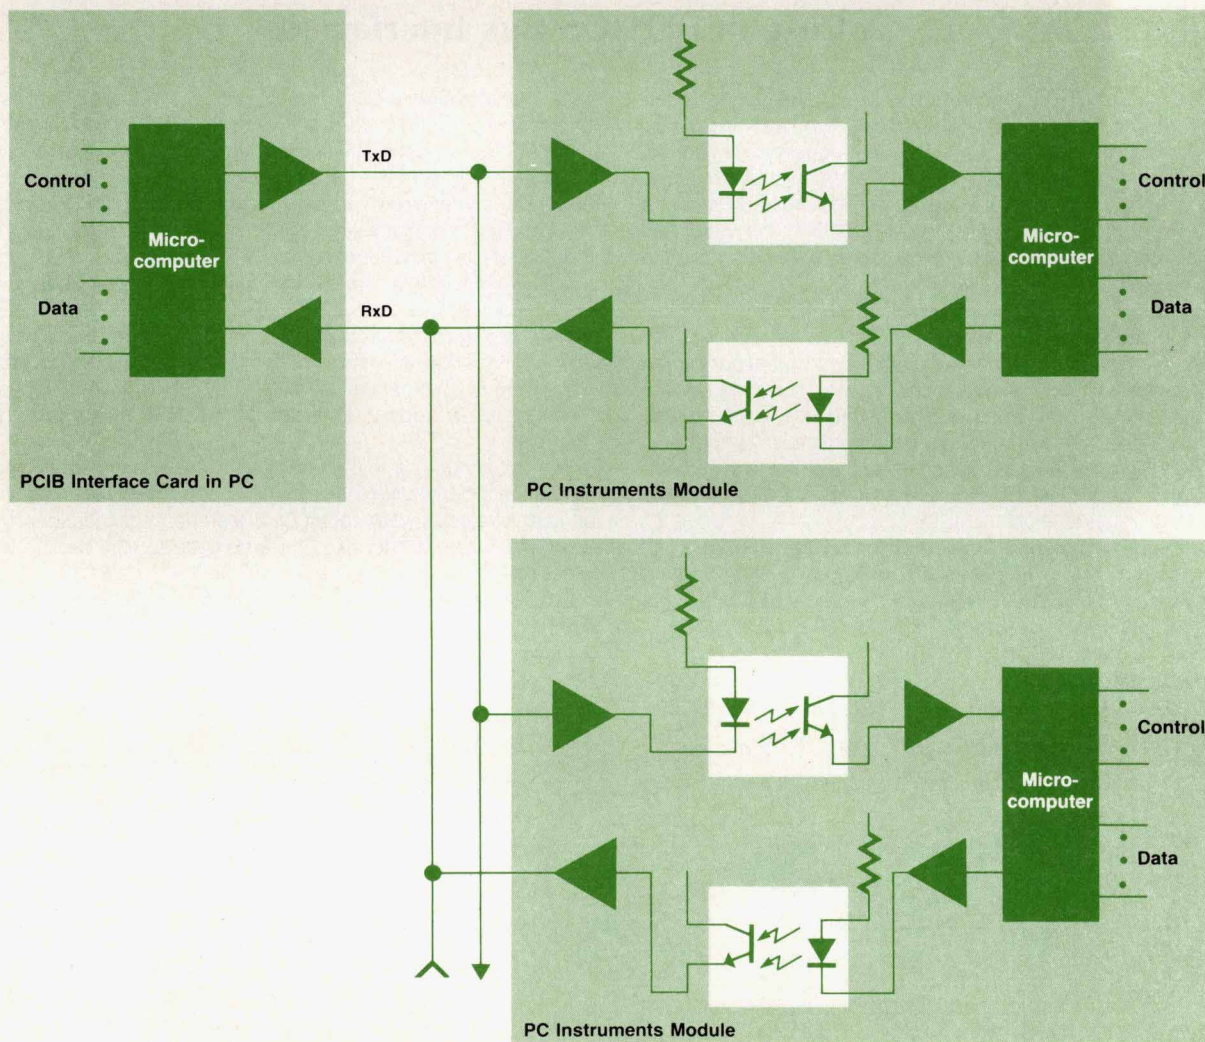 TxD
Control
Micro-
computer
Data
RxD
PCIB Interface Card in PC
Control
Micro-
computer
Data
PC Instruments Module
Control
Micro-
computer
Data
PC Instruments Module